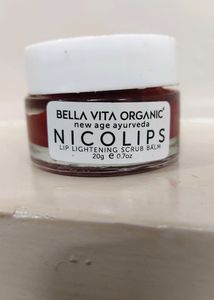 BELLA VITA ORGANIC®
new age ayurveda
NICOLIPS
LIP LIGHTENING SCRUB BALM
20g ℮ 0.7oz